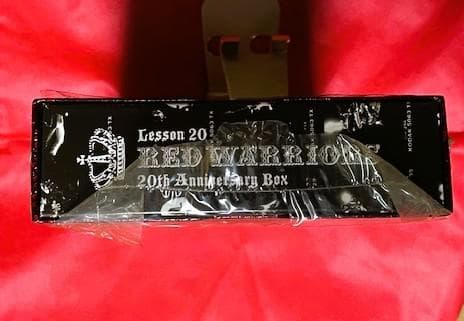 Lesson 20
RED WARRIORS
20th Anniversary Box